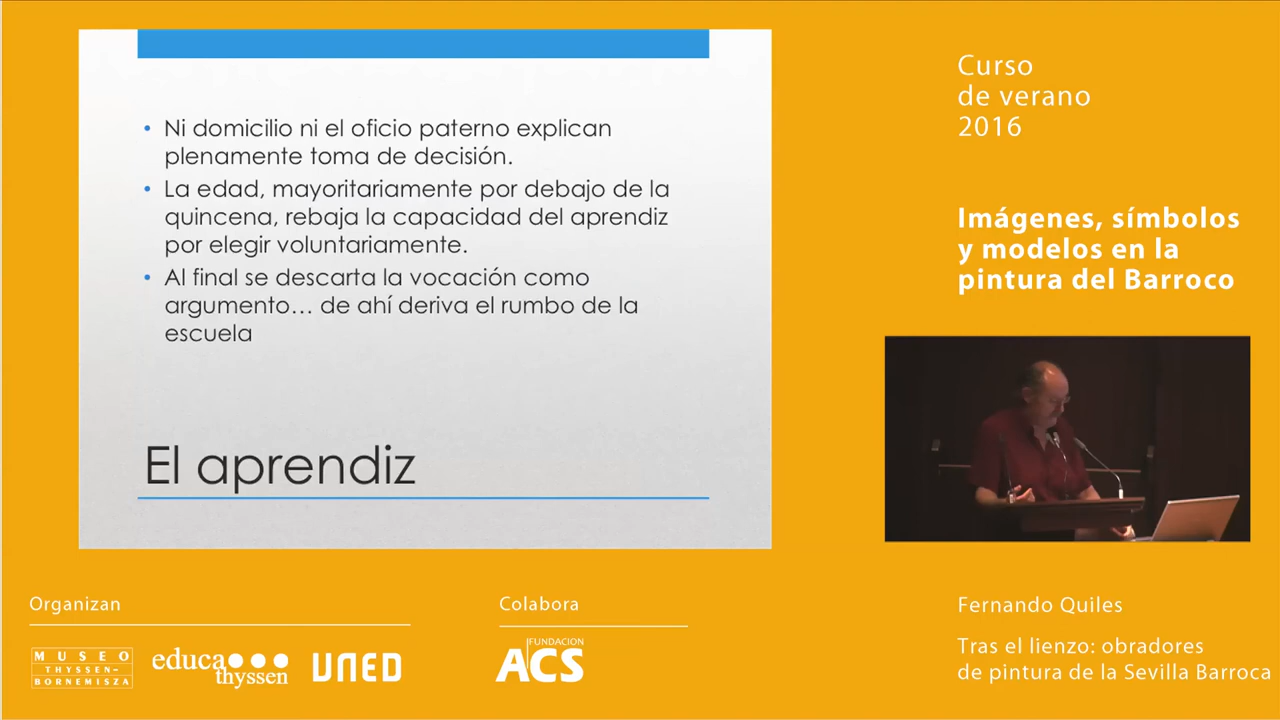 • Ni domicilio ni el oficio paterno explican
plenamente toma de decisión.
• La edad, mayoritariamente por debajo de la
quincena, rebaja la capacidad del aprendiz
por elegir voluntariamente.
• Al final se descarta la vocación como
argumento… de ahí deriva el rumbo de la
escuela
El aprendiz
Curso
de verano
2016
Imágenes, símbolos
y modelos en la
pintura del Barroco
Organizan
MUSEO
THYSSEN-
BORNEMISZA
educa
thyssen
UNED
Colabora
FUNDACION
ACS
Fernando Quiles
Tras el lienzo: obradores
de pintura de la Sevilla Barroca